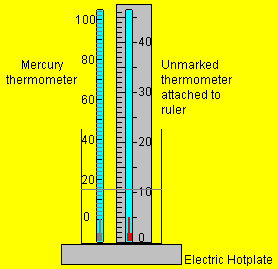 100
80
60
40
20
0
Mercury
thermometer
40
30
20
10
0
Unmarked
thermometer
attached to
ruler
Electric Hotplate